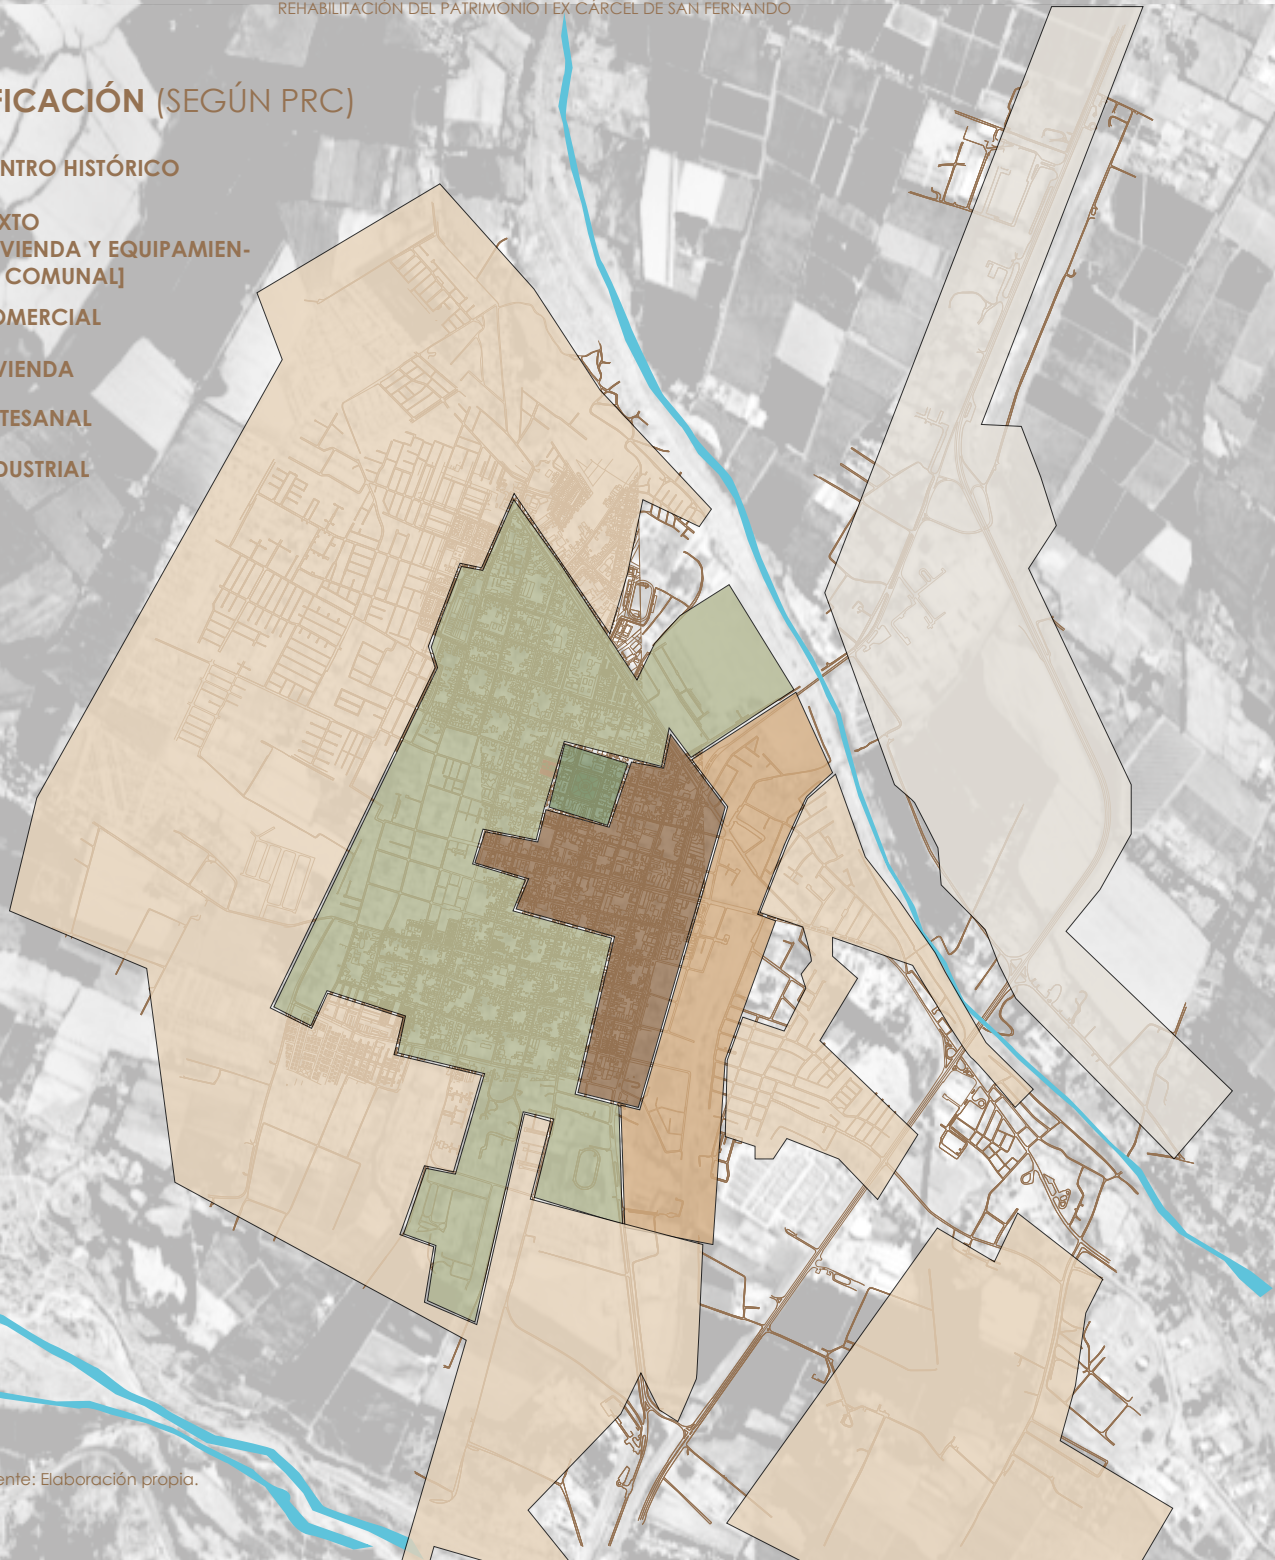 REHABILITACIÓN DEL PATRIMONIO I EX CÁRCEL DE SAN FERNANDO
FICACIÓN (SEGÚN PRC)
NTRO HISTÓRICO
XTO
VIENDA Y EQUIPAMIEN-
COMUNAL]
OMERCIAL
VIENDA
TESANAL
DUSTRIAL
ente: Elaboración propia.